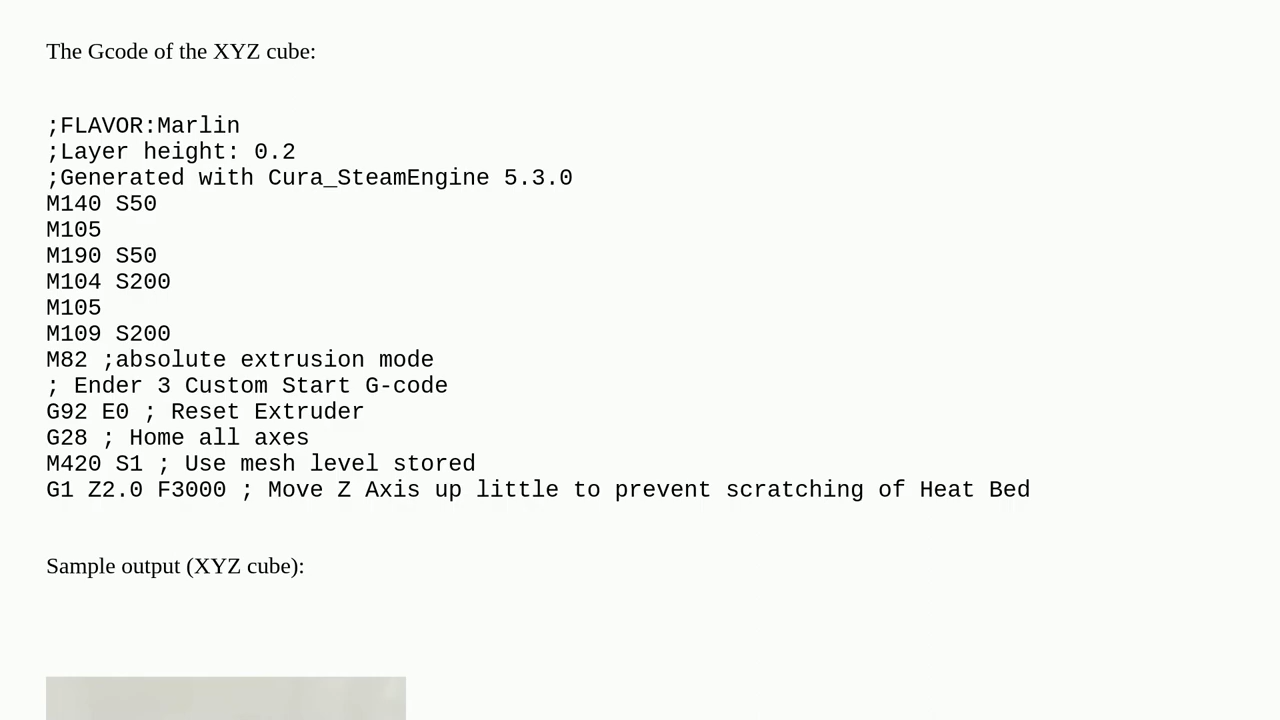 The Gcode of the XYZ cube:
;FLAVOR:Marlin
;Layer height: 0.2
;Generated with Cura_SteamEngine 5.3.0
M140 S50
M105
M190 S50
M104 S200
M105
M109 S200
M82 ;absolute extrusion mode
; Ender 3 Custom Start G-code
G92 E0 ; Reset Extruder
G28 ; Home all axes
M420 S1 ; Use mesh level stored
G1 Z2.0 F3000 ; Move Z Axis up little to prevent scratching of Heat Bed
Sample output (XYZ cube):